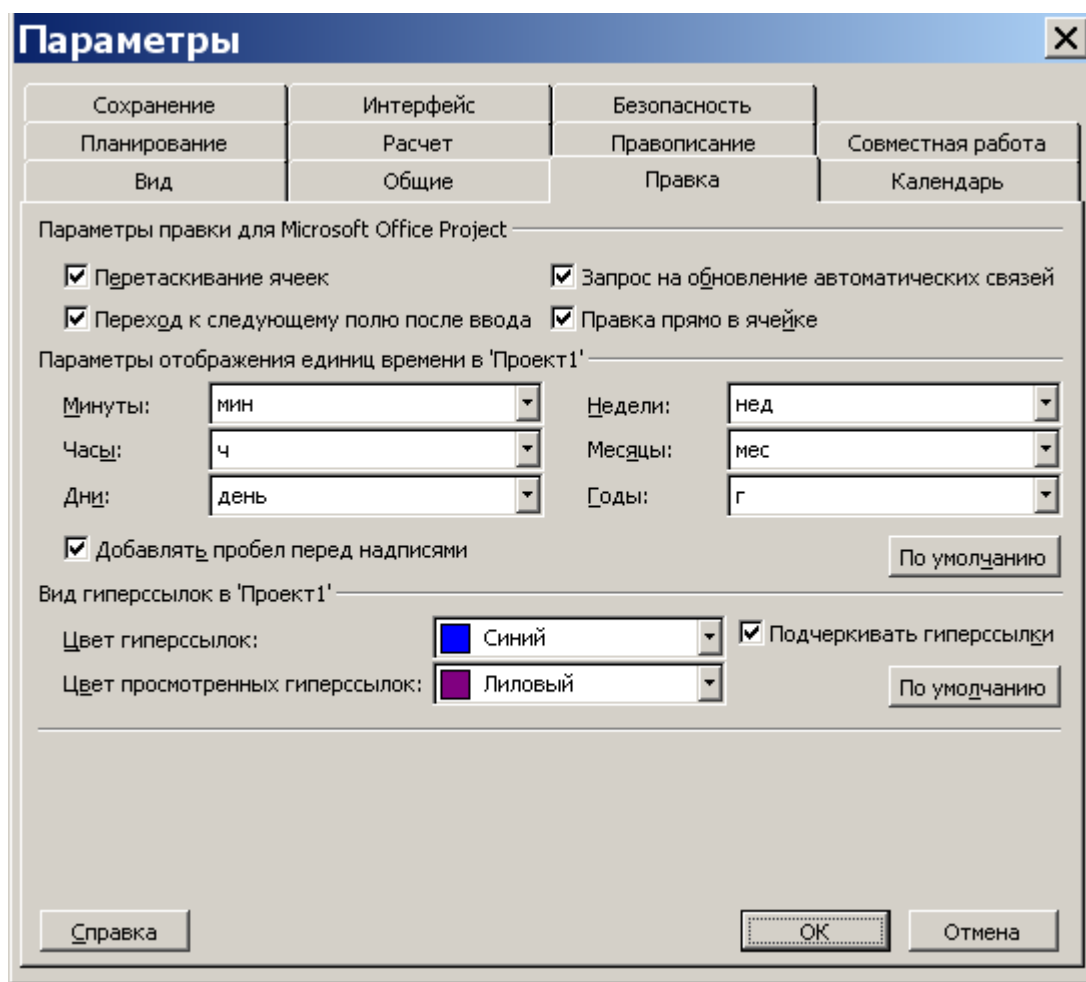 Параметры
Сохранение Интерфейс Безопасность
Планирование Расчет Правописание Совместная работа
Вид Общие Правка Календарь
Параметры правки для Microsoft Office Project
Перетаскивание ячеек Запрос на обновление автоматических связей
Переход к следующему полю после ввода Правка прямо в ячейке
Параметры отображения единиц времени в 'Проект1'
Минуты: мин Недели: нед
Часы: ч Месяцы: мес
Дни: день Годы: г
Добавлять пробел перед надписями По умолчанию
Вид гиперссылок в 'Проект1'
Цвет гиперссылок: Синий Подчеркивать гиперссылки
Цвет просмотренных гиперссылок: Лиловый По умолчанию
Справка ОК Отмена